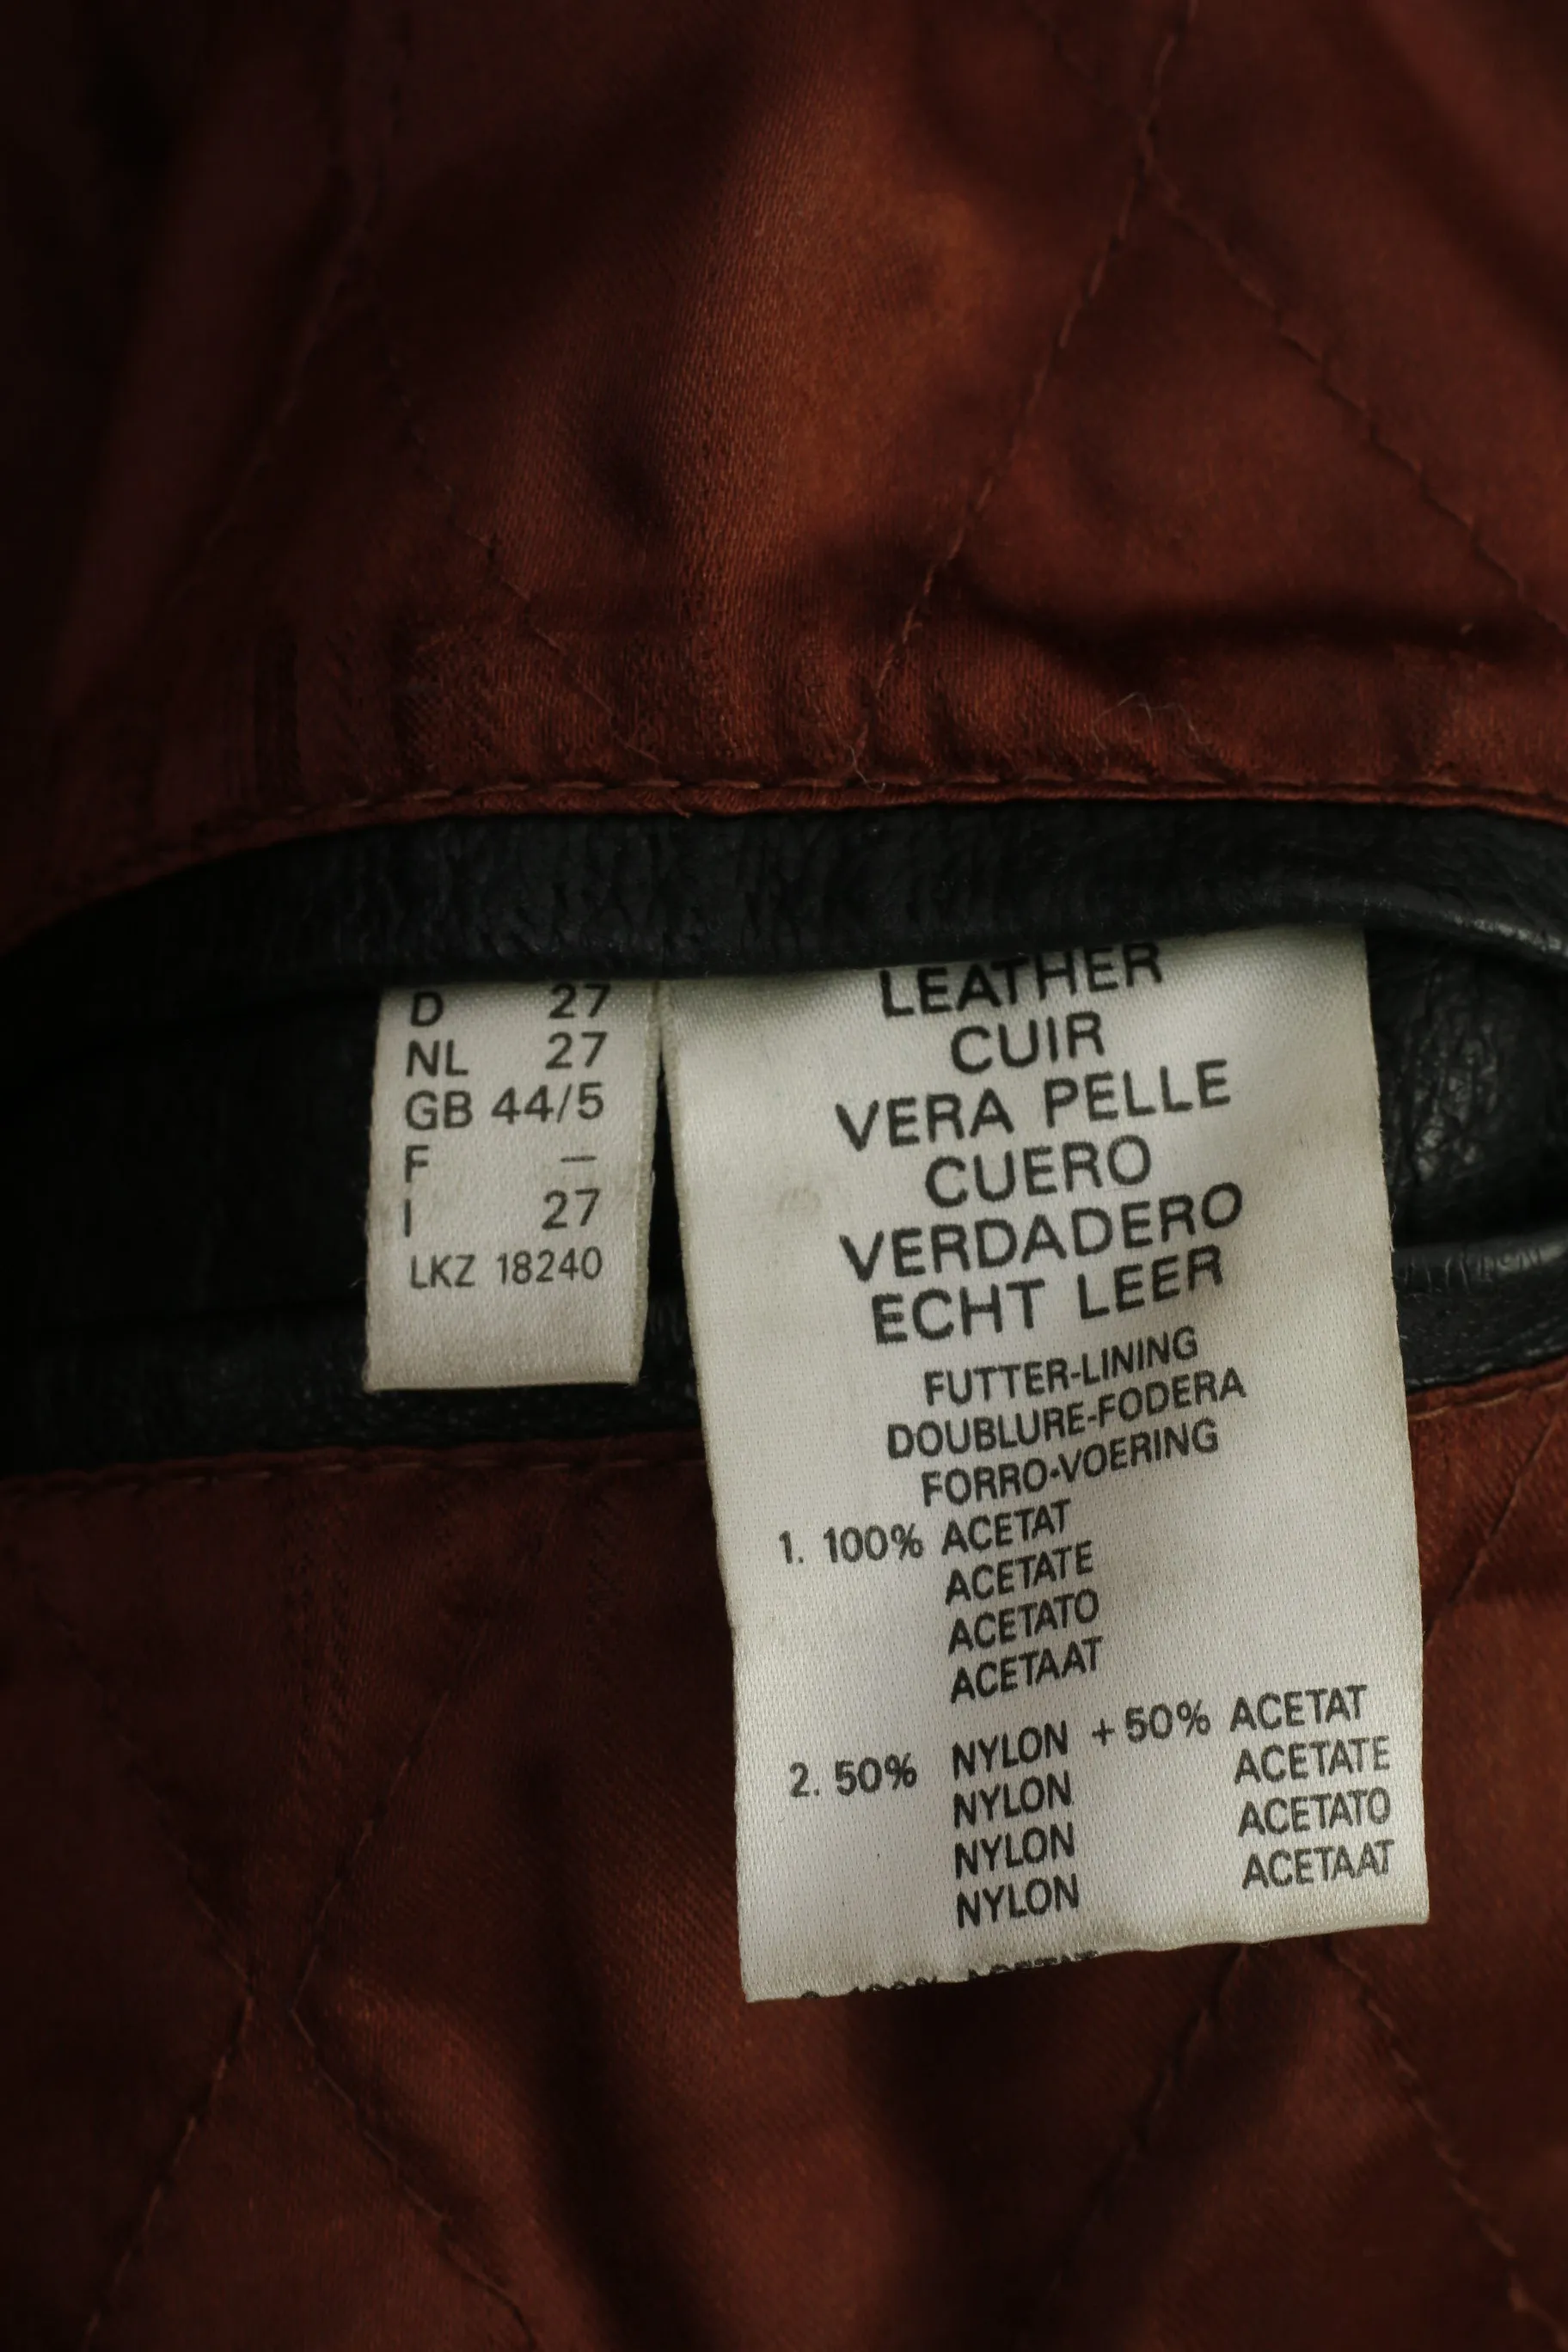 D 27
NL 27
GB 44/5
F –
I 27
LKZ 18240
LEATHER
CUIR
VERA PELLE
CUERO
VERDADERO
ECHT LEER
FUTTER-LINING
DOUBLURE-FODERA
FORRO-VOERING
1. 100% ACETAT
ACETATE
ACETATO
ACETAAT
2. 50% NYLON + 50% ACETAT
NYLON ACETATE
NYLON ACETATO
NYLON ACETAAT